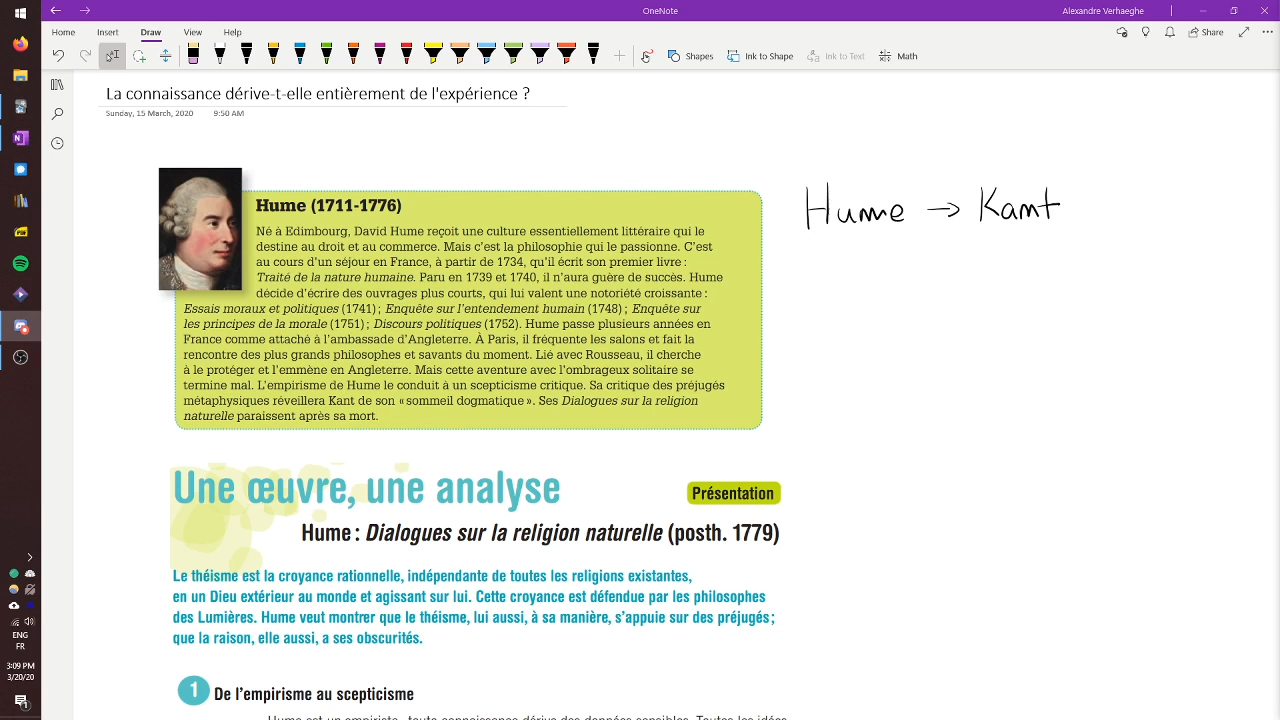 OneNote
Alexandre Verhaeghe
Home Insert Draw View Help
Share
Shapes Ink to Shape Ink to Text Math
La connaissance dérive-t-elle entièrement de l'expérience ?
Sunday, 15 March, 2020 9:50 AM
Hume (1711-1776)
Né à Edimbourg, David Hume reçoit une culture essentiellement littéraire qui le
destine au droit et au commerce. Mais c'est la philosophie qui le passionne. C'est
au cours d'un séjour en France, à partir de 1734, qu'il écrit son premier livre :
Traité de la nature humaine. Paru en 1739 et 1740, il n'aura guère de succès. Hume
décide d'écrire des ouvrages plus courts, qui lui valent une notoriété croissante :
Essais moraux et politiques (1741) ; Enquête sur l'entendement humain (1748) ; Enquête sur
les principes de la morale (1751) ; Discours politiques (1752). Hume passe plusieurs années en
France comme attaché à l'ambassade d'Angleterre. À Paris, il fréquente les salons et fait la
rencontre des plus grands philosophes et savants du moment. Lié avec Rousseau, il cherche
à le protéger et l'emmène en Angleterre. Mais cette aventure avec l'ombrageux solitaire se
termine mal. L'empirisme de Hume le conduit à un scepticisme critique. Sa critique des préjugés
métaphysiques réveillera Kant de son « sommeil dogmatique ». Ses Dialogues sur la religion
naturelle paraissent après sa mort.
Hume → Kant
Une œuvre, une analyse
Présentation
Hume : Dialogues sur la religion naturelle (posth. 1779)
Le théisme est la croyance rationnelle, indépendante de toutes les religions existantes,
en un Dieu extérieur au monde et agissant sur lui. Cette croyance est défendue par les philosophes
des Lumières. Hume veut montrer que le théisme, lui aussi, à sa manière, s'appuie sur des préjugés ;
que la raison, elle aussi, a ses obscurités.
1 De l'empirisme au scepticisme
Hume est un empiriste : toute connaissance dérive des données sensibles. Toutes les idées
ENG
FR
3:09 PM
3/20/20